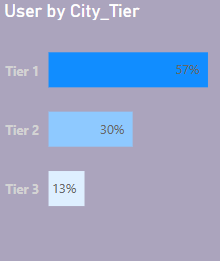 User by City_Tier
Tier 1 57%
Tier 2 30%
Tier 3 13%